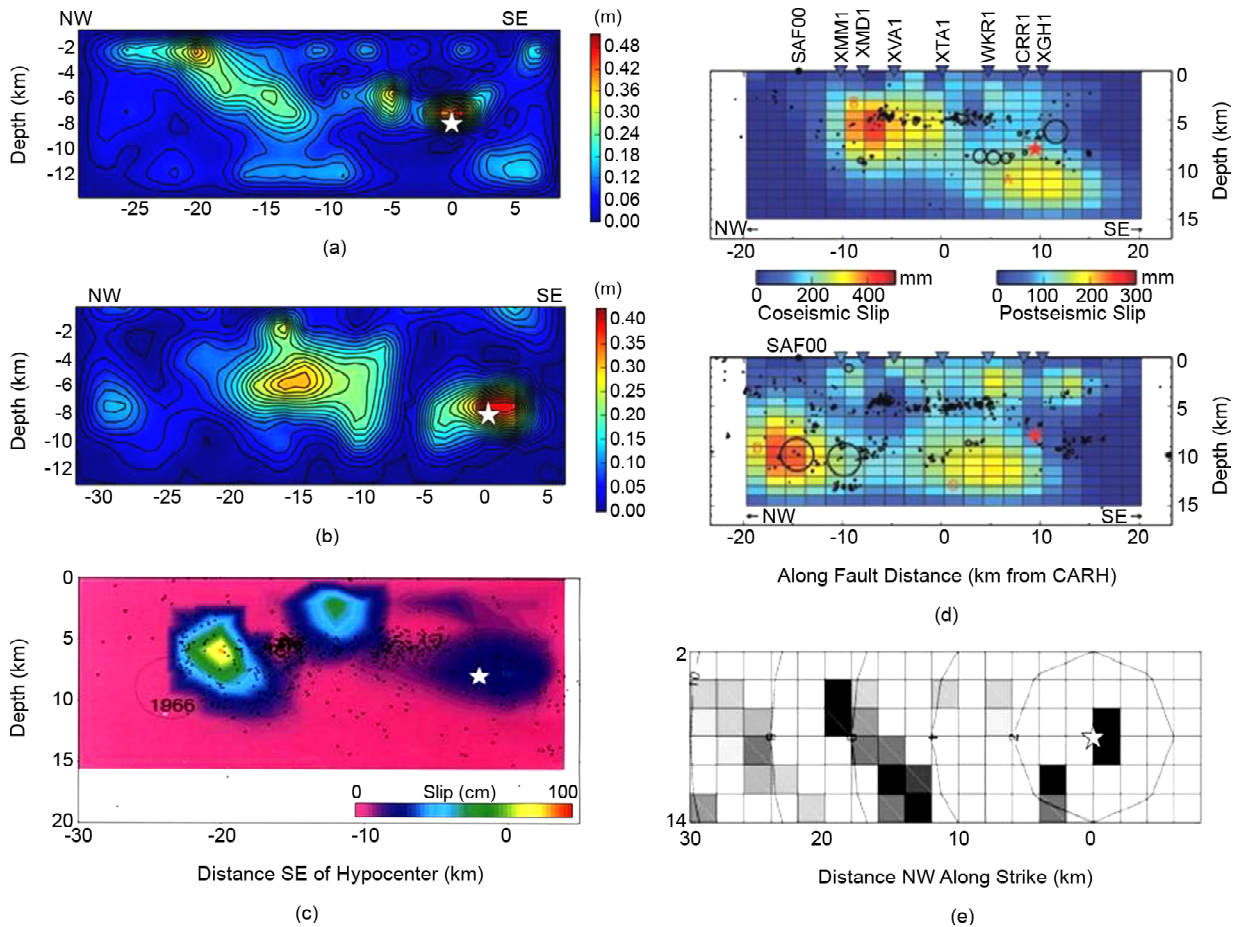 NW SE (m)
-2
-4
-6
-8
-10
-12
Depth (km)
-25 -20 -15 -10 -5 0 5
0.48
0.42
0.36
0.30
0.24
0.18
0.12
0.06
0.00
(a)
NW SE (m)
-2
-4
-6
-8
-10
-12
Depth (km)
-30 -25 -20 -15 -10 -5 0 5
0.40
0.35
0.30
0.25
0.20
0.15
0.10
0.05
0.00
(b)
0
5
10
15
20
Depth (km)
1966
0 Slip (cm) 100
-30 -20 -10 0
Distance SE of Hypocenter (km)
(c)
SAF00 XMM1 XMD1 XVA1 XTA1 WKR1 CRR1 XGH1
0
5
10
15
Depth (km)
B
A
NW SE
-20 -10 0 10 20
mm mm
0 200 400 0 100 200 300
Coseismic Slip Postseismic Slip
SAF00
0
5
10
15
Depth (km)
D
NW SE
-20 -10 0 10 20
Along Fault Distance (km from CARH)
(d)
2
14
2
30 20 10 0
Distance NW Along Strike (km)
(e)